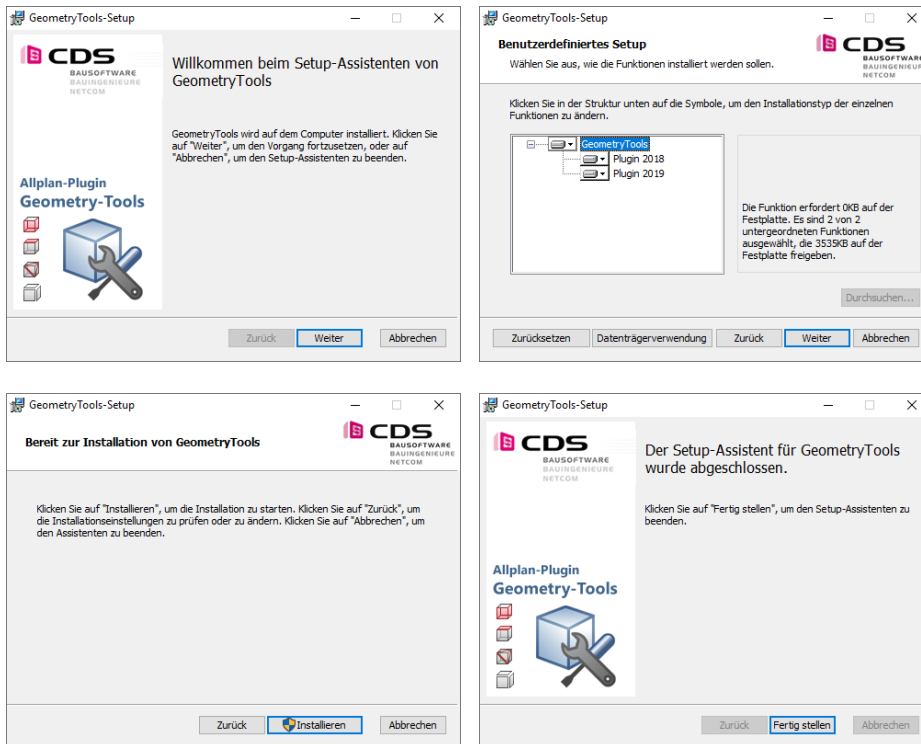 GeometryTools-Setup
CDS
BAUSOFTWARE
BAUINGENIEURE
NETCOM
Willkommen beim Setup-Assistenten von
GeometryTools
GeometryTools wird auf dem Computer installiert. Klicken Sie
auf "Weiter", um den Vorgang fortzusetzen, oder auf
"Abbrechen", um den Setup-Assistenten zu beenden.
Allplan-Plugin
Geometry-Tools
Zurück
Weiter
Abbrechen
GeometryTools-Setup
Benutzerdefiniertes Setup
Wählen Sie aus, wie die Funktionen installiert werden sollen.
CDS
BAUSOFTWARE
BAUINGENIEUR
NETCOM
Klicken Sie in der Struktur unten auf die Symbole, um den Installationstyp der einzelnen
Funktionen zu ändern.
GeometryTools
Plugin 2018
Plugin 2019
Die Funktion erfordert 0KB auf der
Festplatte. Es sind 2 von 2
untergeordneten Funktionen
ausgewählt, die 3535KB auf der
Festplatte freigeben.
Durchsuchen...
Zurücksetzen
Datenträgerverwendung
Zurück
Weiter
Abbrechen
GeometryTools-Setup
Bereit zur Installation von GeometryTools
CDS
BAUSOFTWARE
BAUINGENIEURE
NETCOM
Klicken Sie auf "Installieren", um die Installation zu starten. Klicken Sie auf "Zurück", um
die Installationseinstellungen zu prüfen oder zu ändern. Klicken Sie auf "Abbrechen", um
den Assistenten zu beenden.
Zurück
Installieren
Abbrechen
GeometryTools-Setup
CDS
BAUSOFTWARE
BAUINGENIEURE
NETCOM
Der Setup-Assistent für GeometryTools
wurde abgeschlossen.
Klicken Sie auf "Fertig stellen", um den Setup-Assistenten zu
beenden.
Allplan-Plugin
Geometry-Tools
Zurück
Fertig stellen
Abbrechen